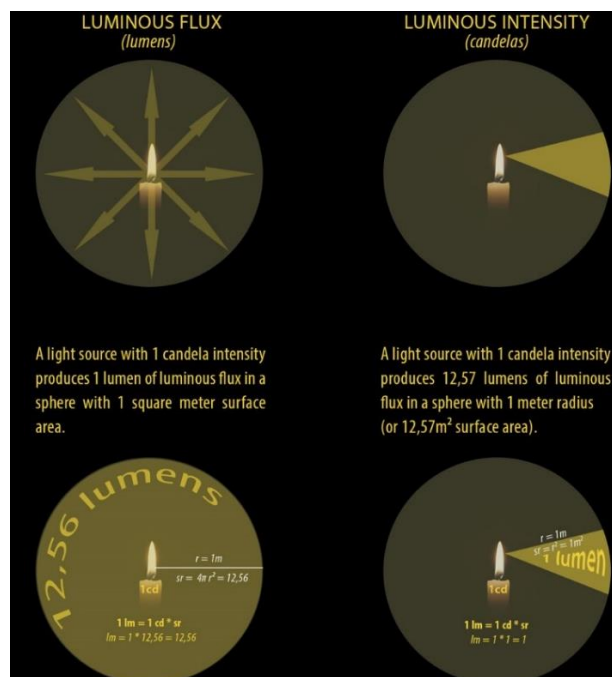 LUMINOUS FLUX
(lumens)
LUMINOUS INTENSITY
(candelas)
A light source with 1 candela intensity
produces 1 lumen of luminous flux in a
sphere with 1 square meter surface
area.
A light source with 1 candela intensity
produces 12,57 lumens of luminous
flux in a sphere with 1 meter radius
(or 12,57m² surface area).
12,56 lumens
r = 1m
sr = 4π r² = 12,56
1cd
1 lm = 1 cd * sr
lm = 1 * 12,56 = 12,56
r = 1m
sr = r² = 1m²
1 lumen
1cd
1 lm = 1 cd * sr
lm = 1 * 1 = 1